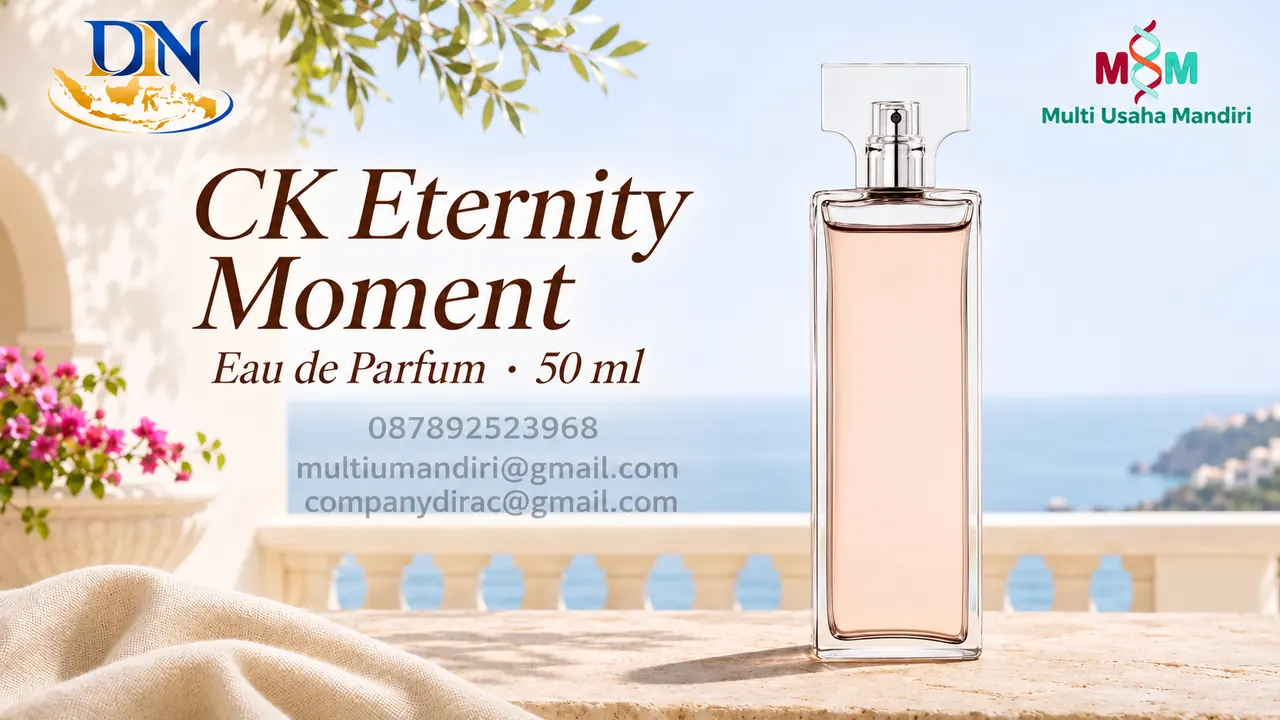 DIN
MSM
Multi Usaha Mandiri
CK Eternity
Moment
Eau de Parfum · 50 ml
087892523968
multiumandiri@gmail.com
companydirac@gmail.com